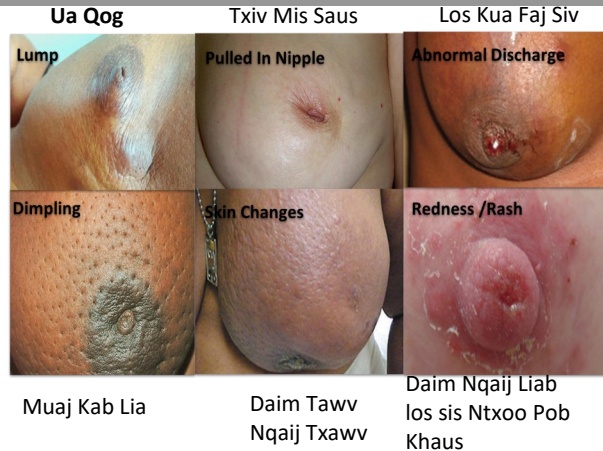 Ua Qog
Txiv Mis Saus
Los Kua Faj Siv
Lump
Pulled In Nipple
Abnormal Discharge
Dimpling
Skin Changes
Redness /Rash
Muaj Kab Lia
Daim Tawv
Nqaij Txawv
Daim Nqaij Liab
los sis Ntxoo Pob
Khaus